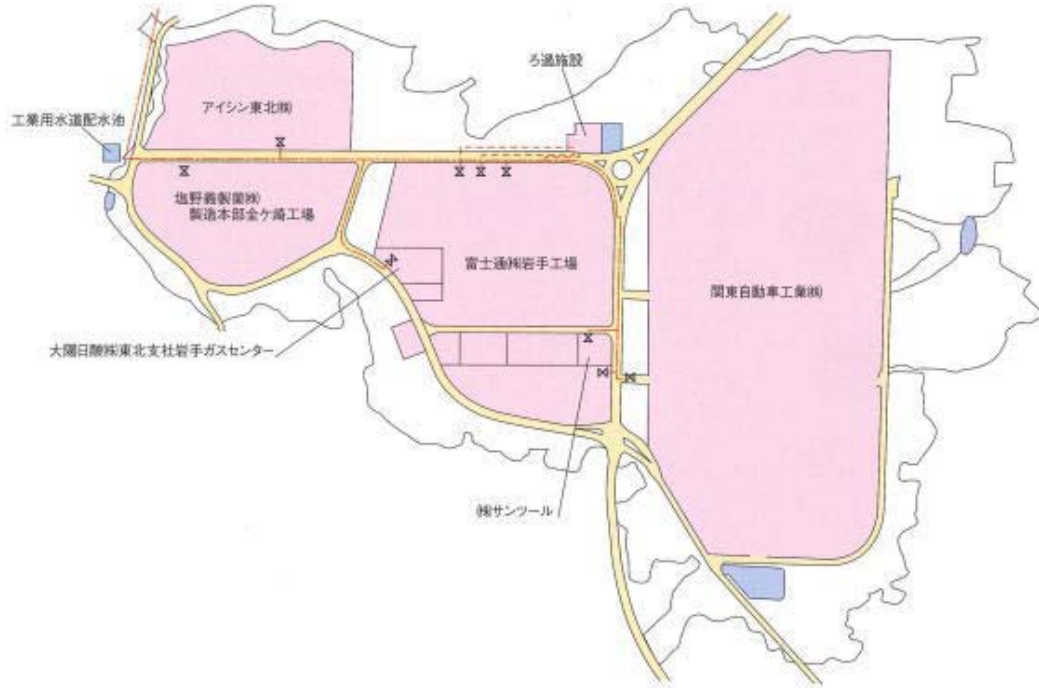 ろ過施設
アイシン東北㈱
工業用水道配水池
塩野義製薬㈱
製造本部金ケ崎工場
富士通㈱岩手工場
関東自動車工業㈱
大陽日酸㈱東北支社岩手ガスセンター
㈱サンツール